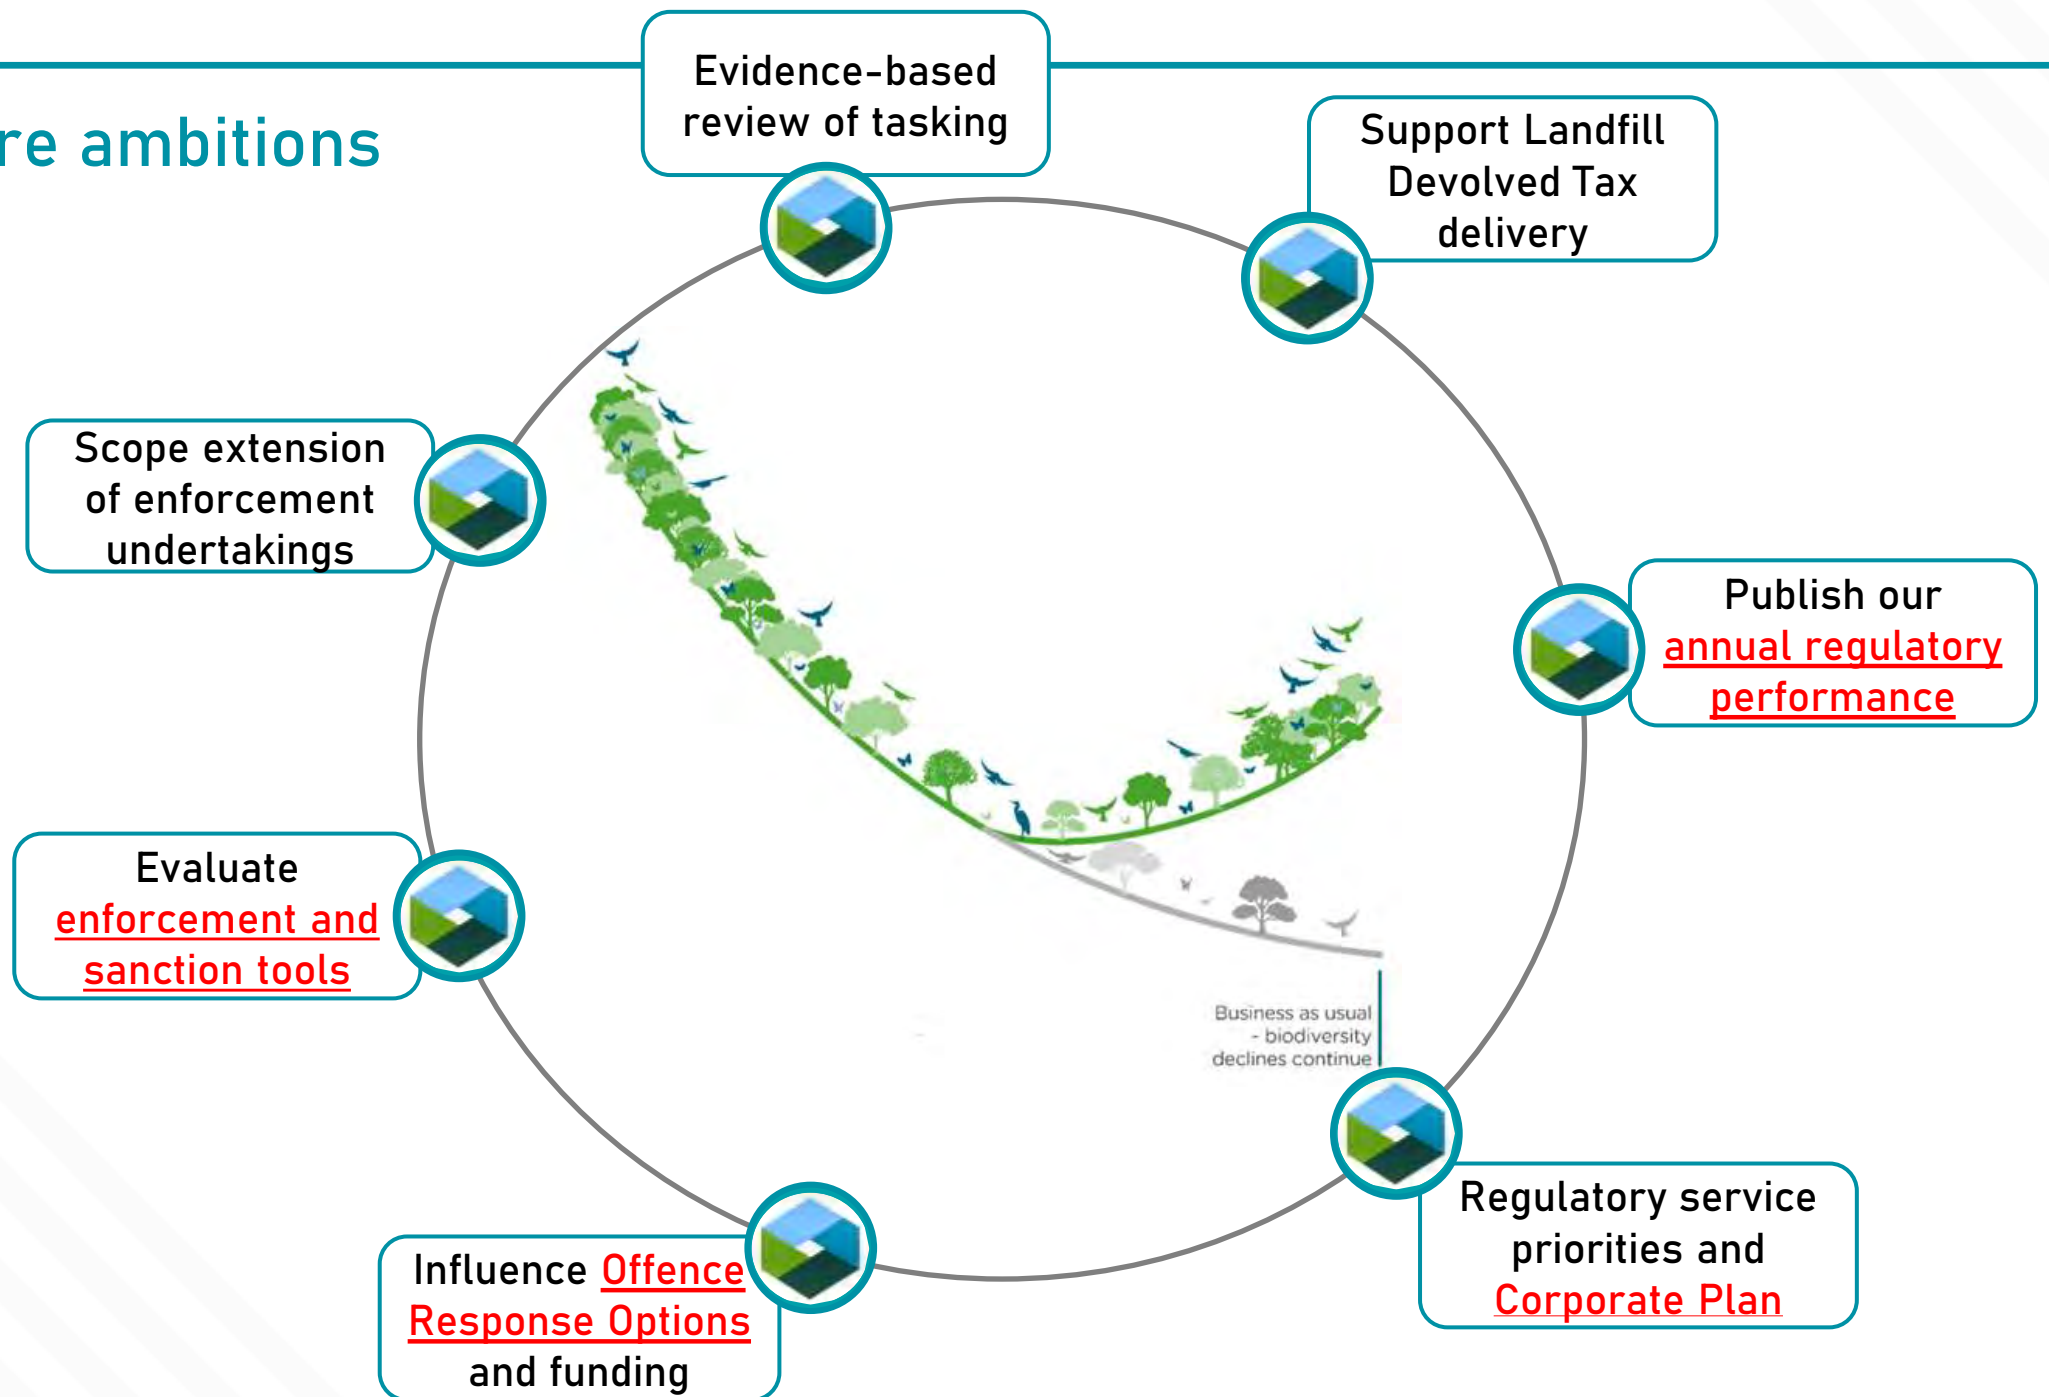 re ambitions
Evidence-based
review of tasking
Support Landfill
Devolved Tax
delivery
Publish our
annual regulatory
performance
Regulatory service
priorities and
Corporate Plan
Influence Offence
Response Options
and funding
Evaluate
enforcement and
sanction tools
Scope extension
of enforcement
undertakings
Business as usual
- biodiversity
declines continue